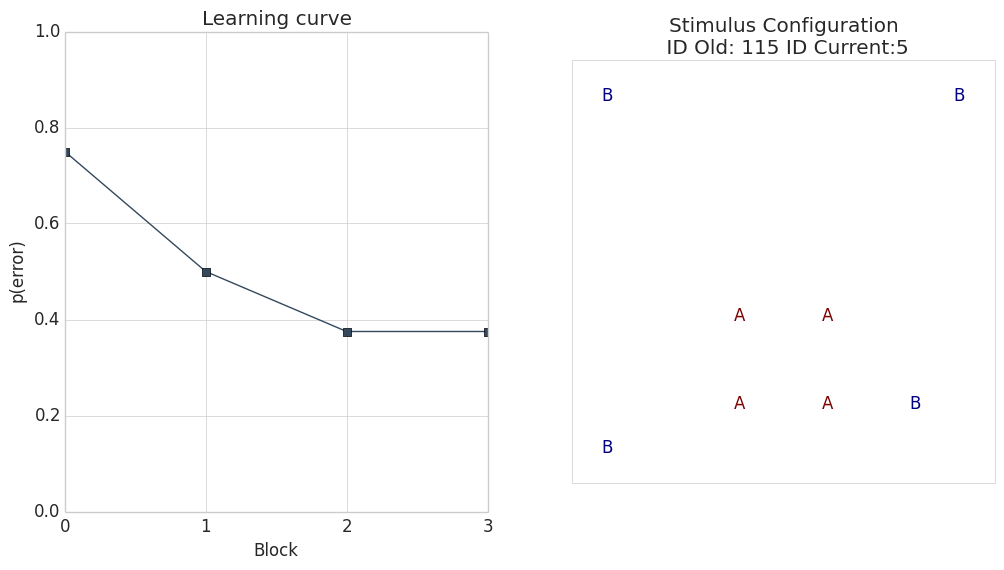 Learning curve
1.0
0.8
0.6
0.4
0.2
0.0
p(error)
0 1 2 3
Block
Stimulus Configuration
ID Old: 115 ID Current:5
B B
A A
A A B
B